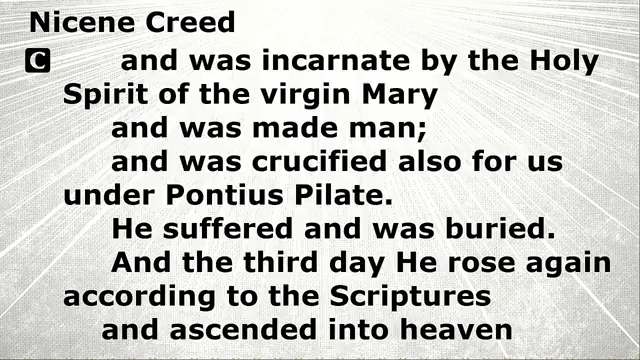 Nicene Creed
C and was incarnate by the Holy
Spirit of the virgin Mary
and was made man;
and was crucified also for us
under Pontius Pilate.
He suffered and was buried.
And the third day He rose again
according to the Scriptures
and ascended into heaven